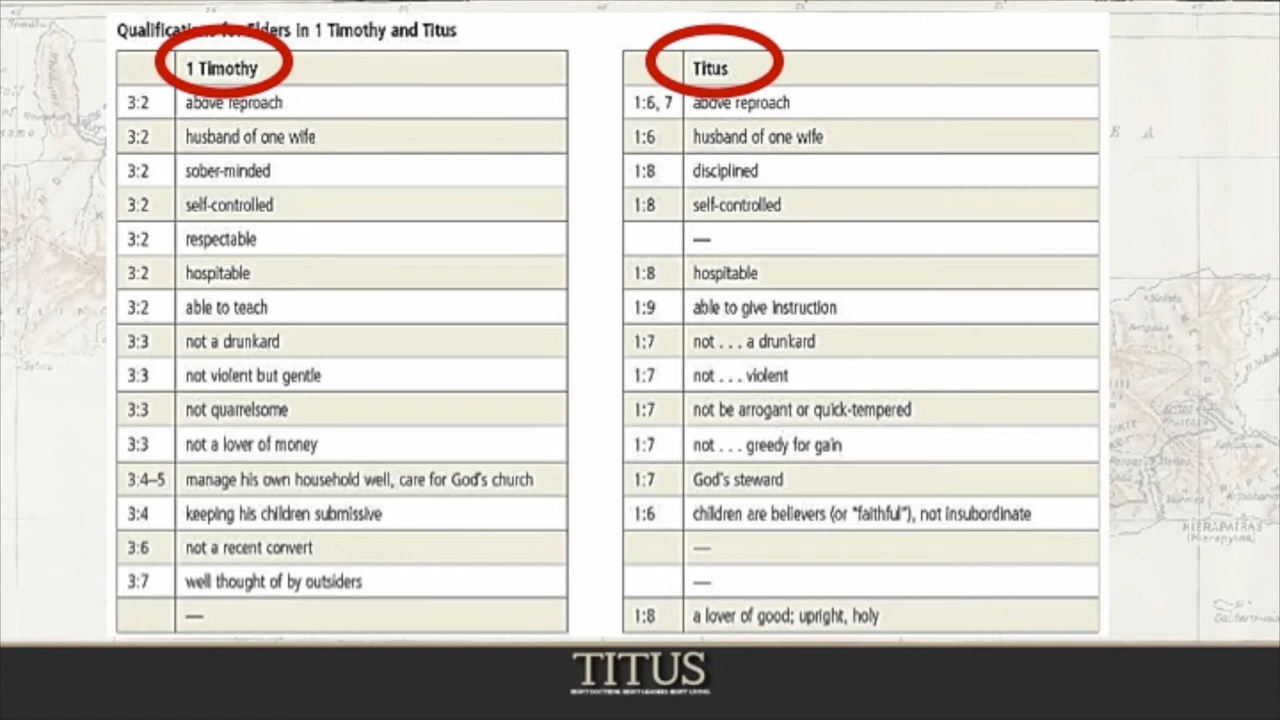 Qualifications for Elders in 1 Timothy and Titus
1 Timothy
3:2 above reproach
3:2 husband of one wife
3:2 sober-minded
3:2 self-controlled
3:2 respectable
3:2 hospitable
3:2 able to teach
3:3 not a drunkard
3:3 not violent but gentle
3:3 not quarrelsome
3:3 not a lover of money
3:4–5 manage his own household well, care for God's church
3:4 keeping his children submissive
3:6 not a recent convert
3:7 well thought of by outsiders
—
Titus
1:6, 7 above reproach
1:6 husband of one wife
1:8 disciplined
1:8 self-controlled
—
1:8 hospitable
1:9 able to give instruction
1:7 not . . . a drunkard
1:7 not . . . violent
1:7 not be arrogant or quick-tempered
1:7 not . . . greedy for gain
1:7 God's steward
1:6 children are believers (or "faithful"), not insubordinate
—
—
1:8 a lover of good; upright, holy
E A
HIERAPATRAS
TITUS
RIGHT DOCTRINE. RIGHT LEADERS. RIGHT LIVING.